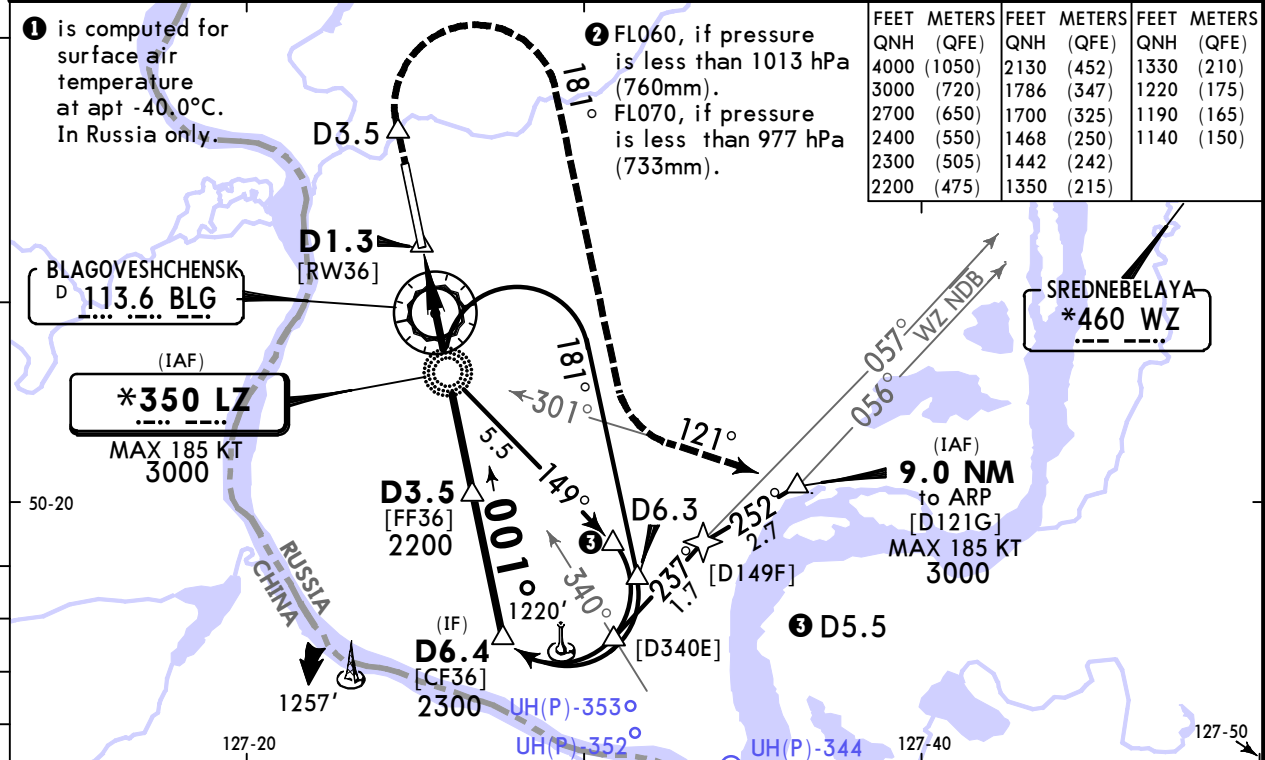 ❶ is computed for
surface air
temperature
at apt -40.0°C.
In Russia only.
❷ FL060, if pressure
is less than 1013 hPa
(760mm).
FL070, if pressure
is less than 977 hPa
(733mm).
FEET METERS FEET METERS FEET METERS
QNH (QFE) QNH (QFE) QNH (QFE)
4000 (1050) 2130 (452) 1330 (210)
3000 (720) 1786 (347) 1220 (175)
2700 (650) 1700 (325) 1190 (165)
2400 (550) 1468 (250) 1140 (150)
2300 (505) 1442 (242)
2200 (475) 1350 (215)
181°
D3.5
D1.3
[RW36]
BLAGOVESHCHENSK
D 113.6 BLG
SREDNEBELAYA
*460 WZ
057°
WZ NDB
056°
(IAF)
*350 LZ
MAX 185 KT
3000
181°
301°
121°
5.5
149°
(IAF)
9.0 NM
to ARP
[D121G]
MAX 185 KT
3000
50-20
D3.5
[FF36]
2200
001°
D6.3
❸
252°
2.7
237°
1.7
[D149F]
340°
RUSSIA
CHINA
1220'
❸ D5.5
(IF)
D6.4
[CF36]
2300
[D340E]
1257'
UH(P)-353
UH(P)-352
UH(P)-344
127-20
127-40
127-50